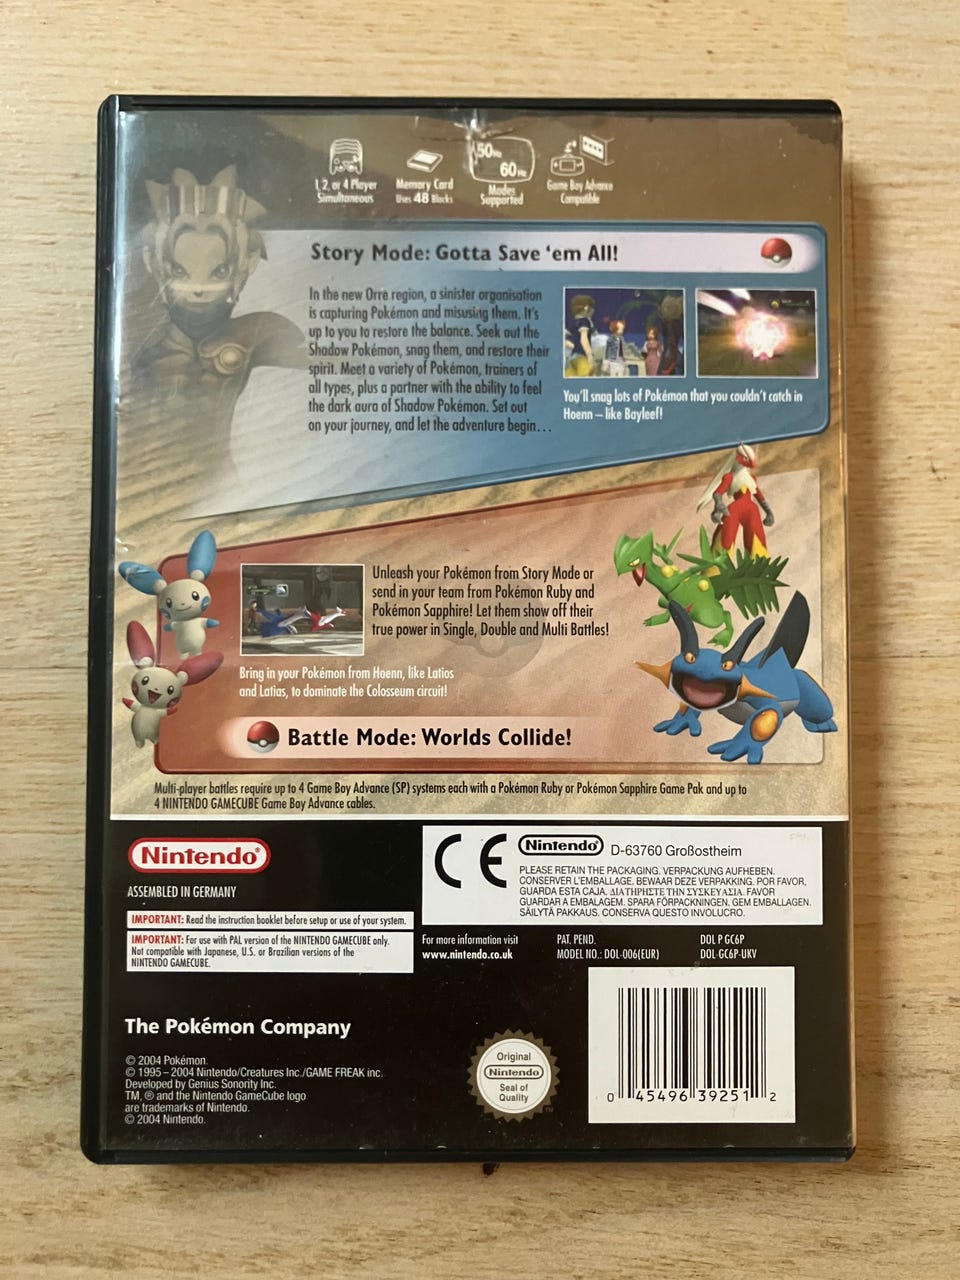 1, 2, or 4 Player
Simultaneous
Memory Card
Uses 48 Blocks
50Hz
60Hz
Modes
Supported
Game Boy Advance
Compatible
Story Mode: Gotta Save 'em All!
In the new Orre region, a sinister organisation
is capturing Pokémon and misusing them. It's
up to you to restore the balance. Seek out the
Shadow Pokémon, snag them, and restore their
spirit. Meet a variety of Pokémon, trainers of
all types, plus a partner with the ability to feel
the dark aura of Shadow Pokémon. Set out
on your journey, and let the adventure begin...
You'll snag lots of Pokémon that you couldn't catch in
Hoenn – like Bayleef!
Unleash your Pokémon from Story Mode or
send in your team from Pokémon Ruby and
Pokémon Sapphire! Let them show off their
true power in Single, Double and Multi Battles!
Bring in your Pokémon from Hoenn, like Latios
and Latias, to dominate the Colosseum circuit!
Battle Mode: Worlds Collide!
Multi-player battles require up to 4 Game Boy Advance (SP) systems each with a Pokémon Ruby or Pokémon Sapphire Game Pak and up to
4 NINTENDO GAMECUBE Game Boy Advance cables.
Nintendo®
ASSEMBLED IN GERMANY
IMPORTANT: Read the instruction booklet before setup or use of your system.
IMPORTANT: For use with PAL version of the NINTENDO GAMECUBE only.
Not compatible with Japanese, U.S. or Brazilian versions of the
NINTENDO GAMECUBE.
CE
Nintendo D-63760 Großostheim
PLEASE RETAIN THE PACKAGING. VERPACKUNG AUFHEBEN.
CONSERVER L'EMBALLAGE. BEWAAR DEZE VERPAKKING. POR FAVOR,
GUARDA ESTA CAJA. ΔΙΑΤΗΡΗΣΤΕ ΤΗΝ ΣΥΣΚΕΥΑΣΙΑ. FAVOR
GUARDAR A EMBALAGEM. SPARA FÖRPACKNINGEN. GEM EMBALLAGEN.
SÄILYTÄ PAKKAUS. CONSERVA QUESTO INVOLUCRO.
For more information visit
www.nintendo.co.uk
PAT. PEND.
MODEL NO.: DOL-006(EUR)
DOL P GC6P
DOL-GC6P-UKV
The Pokémon Company
© 2004 Pokémon.
© 1995 – 2004 Nintendo/Creatures Inc./GAME FREAK inc.
Developed by Genius Sonority Inc.
TM, ® and the Nintendo GameCube logo
are trademarks of Nintendo.
© 2004 Nintendo.
Original
Nintendo
Seal of
Quality
TM
0 45496 39251 2